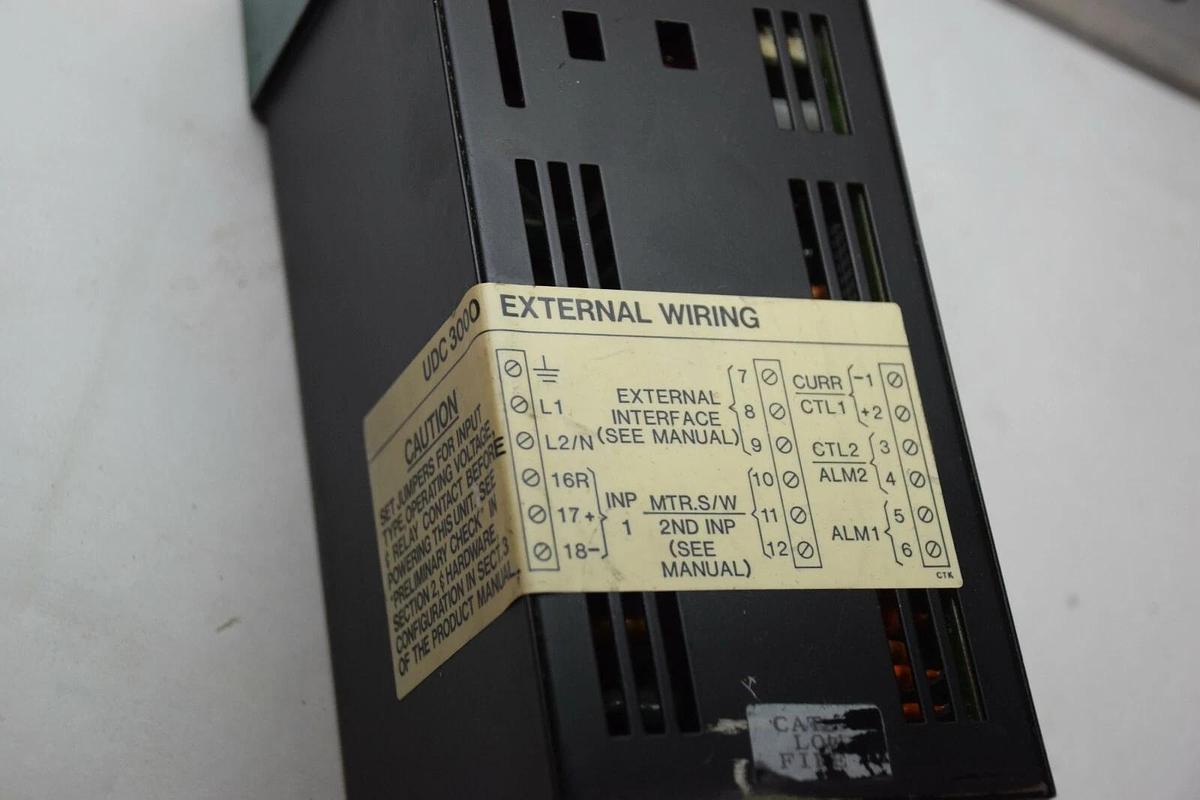 UDC 3000
CAUTION
SET JUMPERS FOR INPUT
TYPE, OPERATING VOLTAGE,
& RELAY CONTACT BEFORE
POWERING THIS UNIT. SEE
"PRELIMINARY CHECK" IN
SECTION 2, & HARDWARE
CONFIGURATION IN SECT 3
OF THE PRODUCT MANUAL.
EXTERNAL WIRING
L1
L2/N
16R
17+
18-
INP
1
EXTERNAL
INTERFACE
(SEE MANUAL)
7
8
9
MTR.S/W
2ND INP
(SEE
MANUAL)
10
11
12
CURR
CTL1
-1
+2
CTL2
ALM2
3
4
ALM1
5
6
CTK